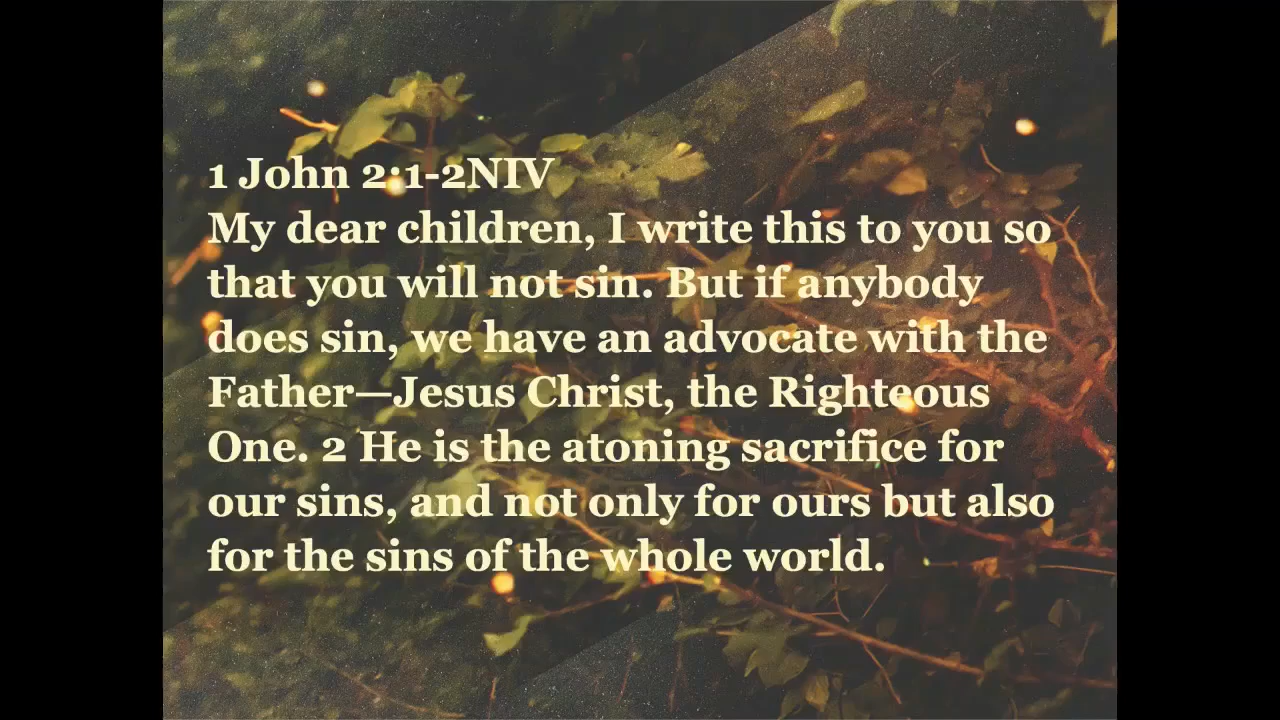 1 John 2:1-2NIV
My dear children, I write this to you so
that you will not sin. But if anybody
does sin, we have an advocate with the
Father—Jesus Christ, the Righteous
One. 2 He is the atoning sacrifice for
our sins, and not only for ours but also
for the sins of the whole world.